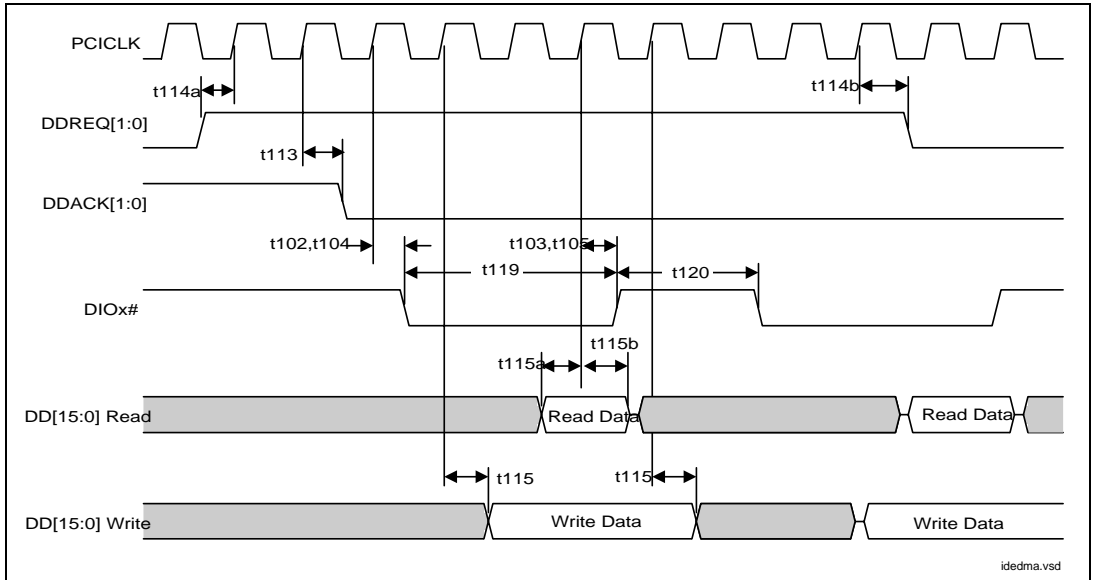 PCICLK
t114a
t114b
DDREQ[1:0]
t113
DDACK[1:0]
t102,t104
t103,t105
t119
t120
DIOx#
t115a
t115b
DD[15:0] Read
Read Data
Read Data
t115
t115
DD[15:0] Write
Write Data
Write Data
idedma.vsd